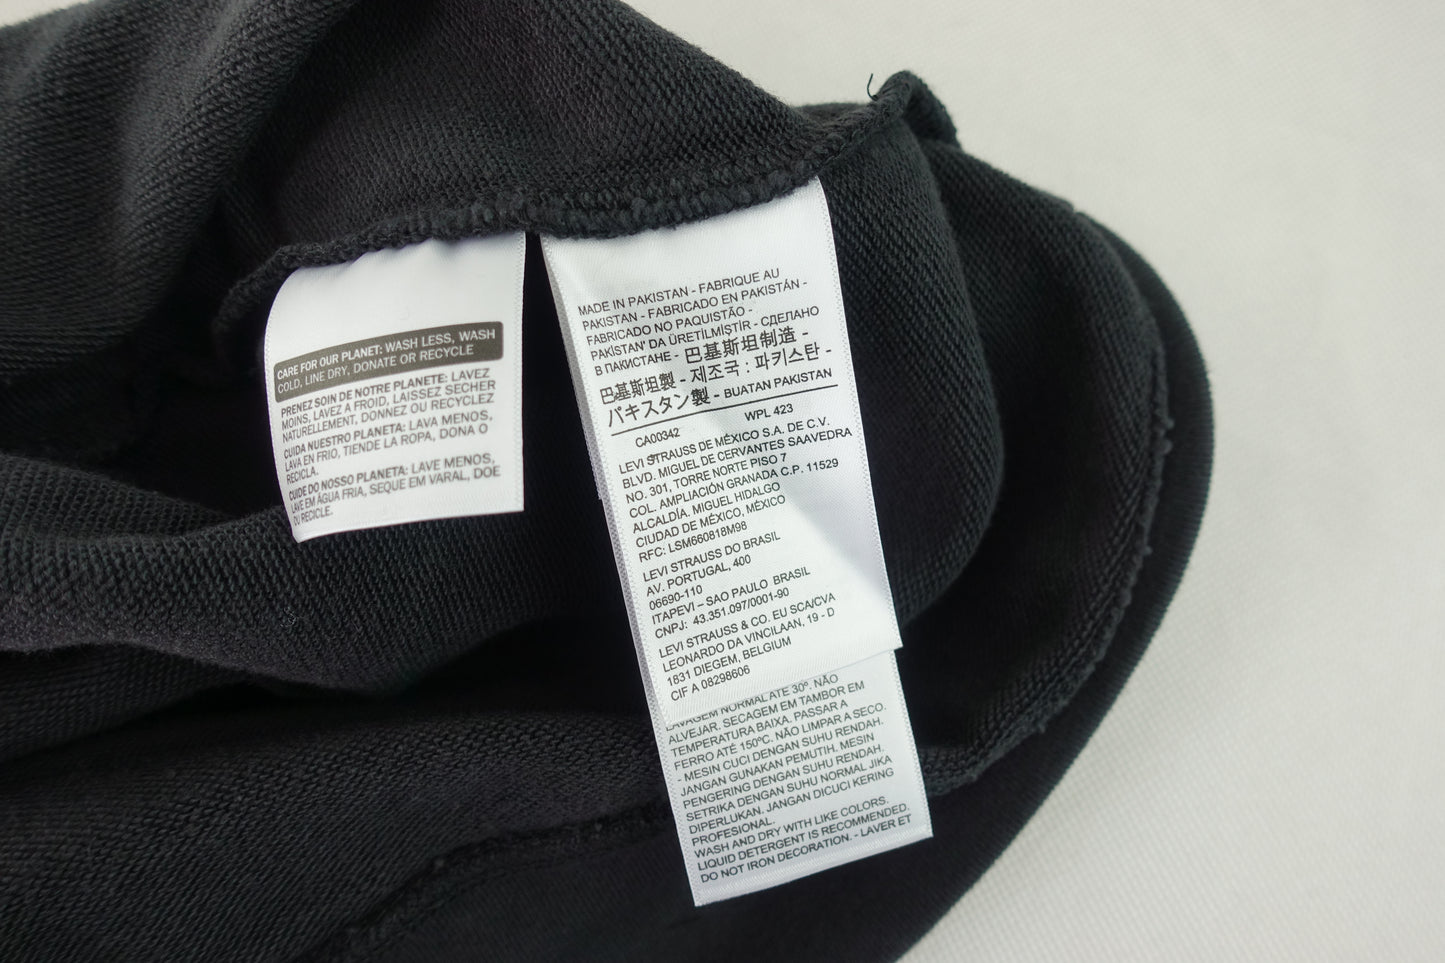 CARE FOR OUR PLANET: WASH LESS, WASH
COLD, LINE DRY, DONATE OR RECYCLE
PRENEZ SOIN DE NOTRE PLANETE: LAVEZ
MOINS, LAVEZ A FROID, LAISSEZ SECHER
NATURELLEMENT, DONNEZ OU RECYCLEZ
CUIDA NUESTRO PLANETA: LAVA MENOS,
LAVA EN FRIO, TIENDE LA ROPA, DONA O
RECICLA.
CUIDE DO NOSSO PLANETA: LAVE MENOS,
LAVE EM ÁGUA FRIA, SEQUE EM VARAL, DOE
OU RECICLE.
MADE IN PAKISTAN - FABRIQUE AU
PAKISTAN - FABRICADO EN PAKISTÁN -
FABRICADO NO PAQUISTÃO -
PAKİSTAN' DA ÜRETİLMİŞTİR - СДЕЛАНО
В ПАКИСТАНЕ - 巴基斯坦制造 -
巴基斯坦製 - 제조국 : 파키스탄 -
パキスタン製 - BUATAN PAKISTAN
CA00342 WPL 423
LEVI STRAUSS DE MÉXICO S.A. DE C.V.
BLVD. MIGUEL DE CERVANTES SAAVEDRA
NO. 301, TORRE NORTE PISO 7
COL. AMPLIACIÓN GRANADA C.P. 11529
ALCALDÍA. MIGUEL HIDALGO
CIUDAD DE MÉXICO, MÉXICO
RFC: LSM660818M98
LEVI STRAUSS DO BRASIL
AV. PORTUGAL, 400
06690-110
ITAPEVI – SAO PAULO BRASIL
CNPJ: 43.351.097/0001-90
LEVI STRAUSS & CO. EU SCA/CVA
LEONARDO DA VINCILAAN, 19 - D
1831 DIEGEM, BELGIUM
CIF A 08298606
LAVAGEM NORMAL ATE 30º. NÃO
ALVEJAR. SECAGEM EM TAMBOR EM
TEMPERATURA BAIXA. PASSAR A
FERRO ATÉ 150ºC. NÃO LIMPAR A SECO.
- MESIN CUCI DENGAN SUHU RENDAH.
JANGAN GUNAKAN PEMUTIH. MESIN
PENGERING DENGAN SUHU RENDAH.
SETRIKA DENGAN SUHU NORMAL JIKA
DIPERLUKAN. JANGAN DICUCI KERING
PROFESIONAL.
WASH AND DRY WITH LIKE COLORS.
LIQUID DETERGENT IS RECOMMENDED.
DO NOT IRON DECORATION. - LAVER ET